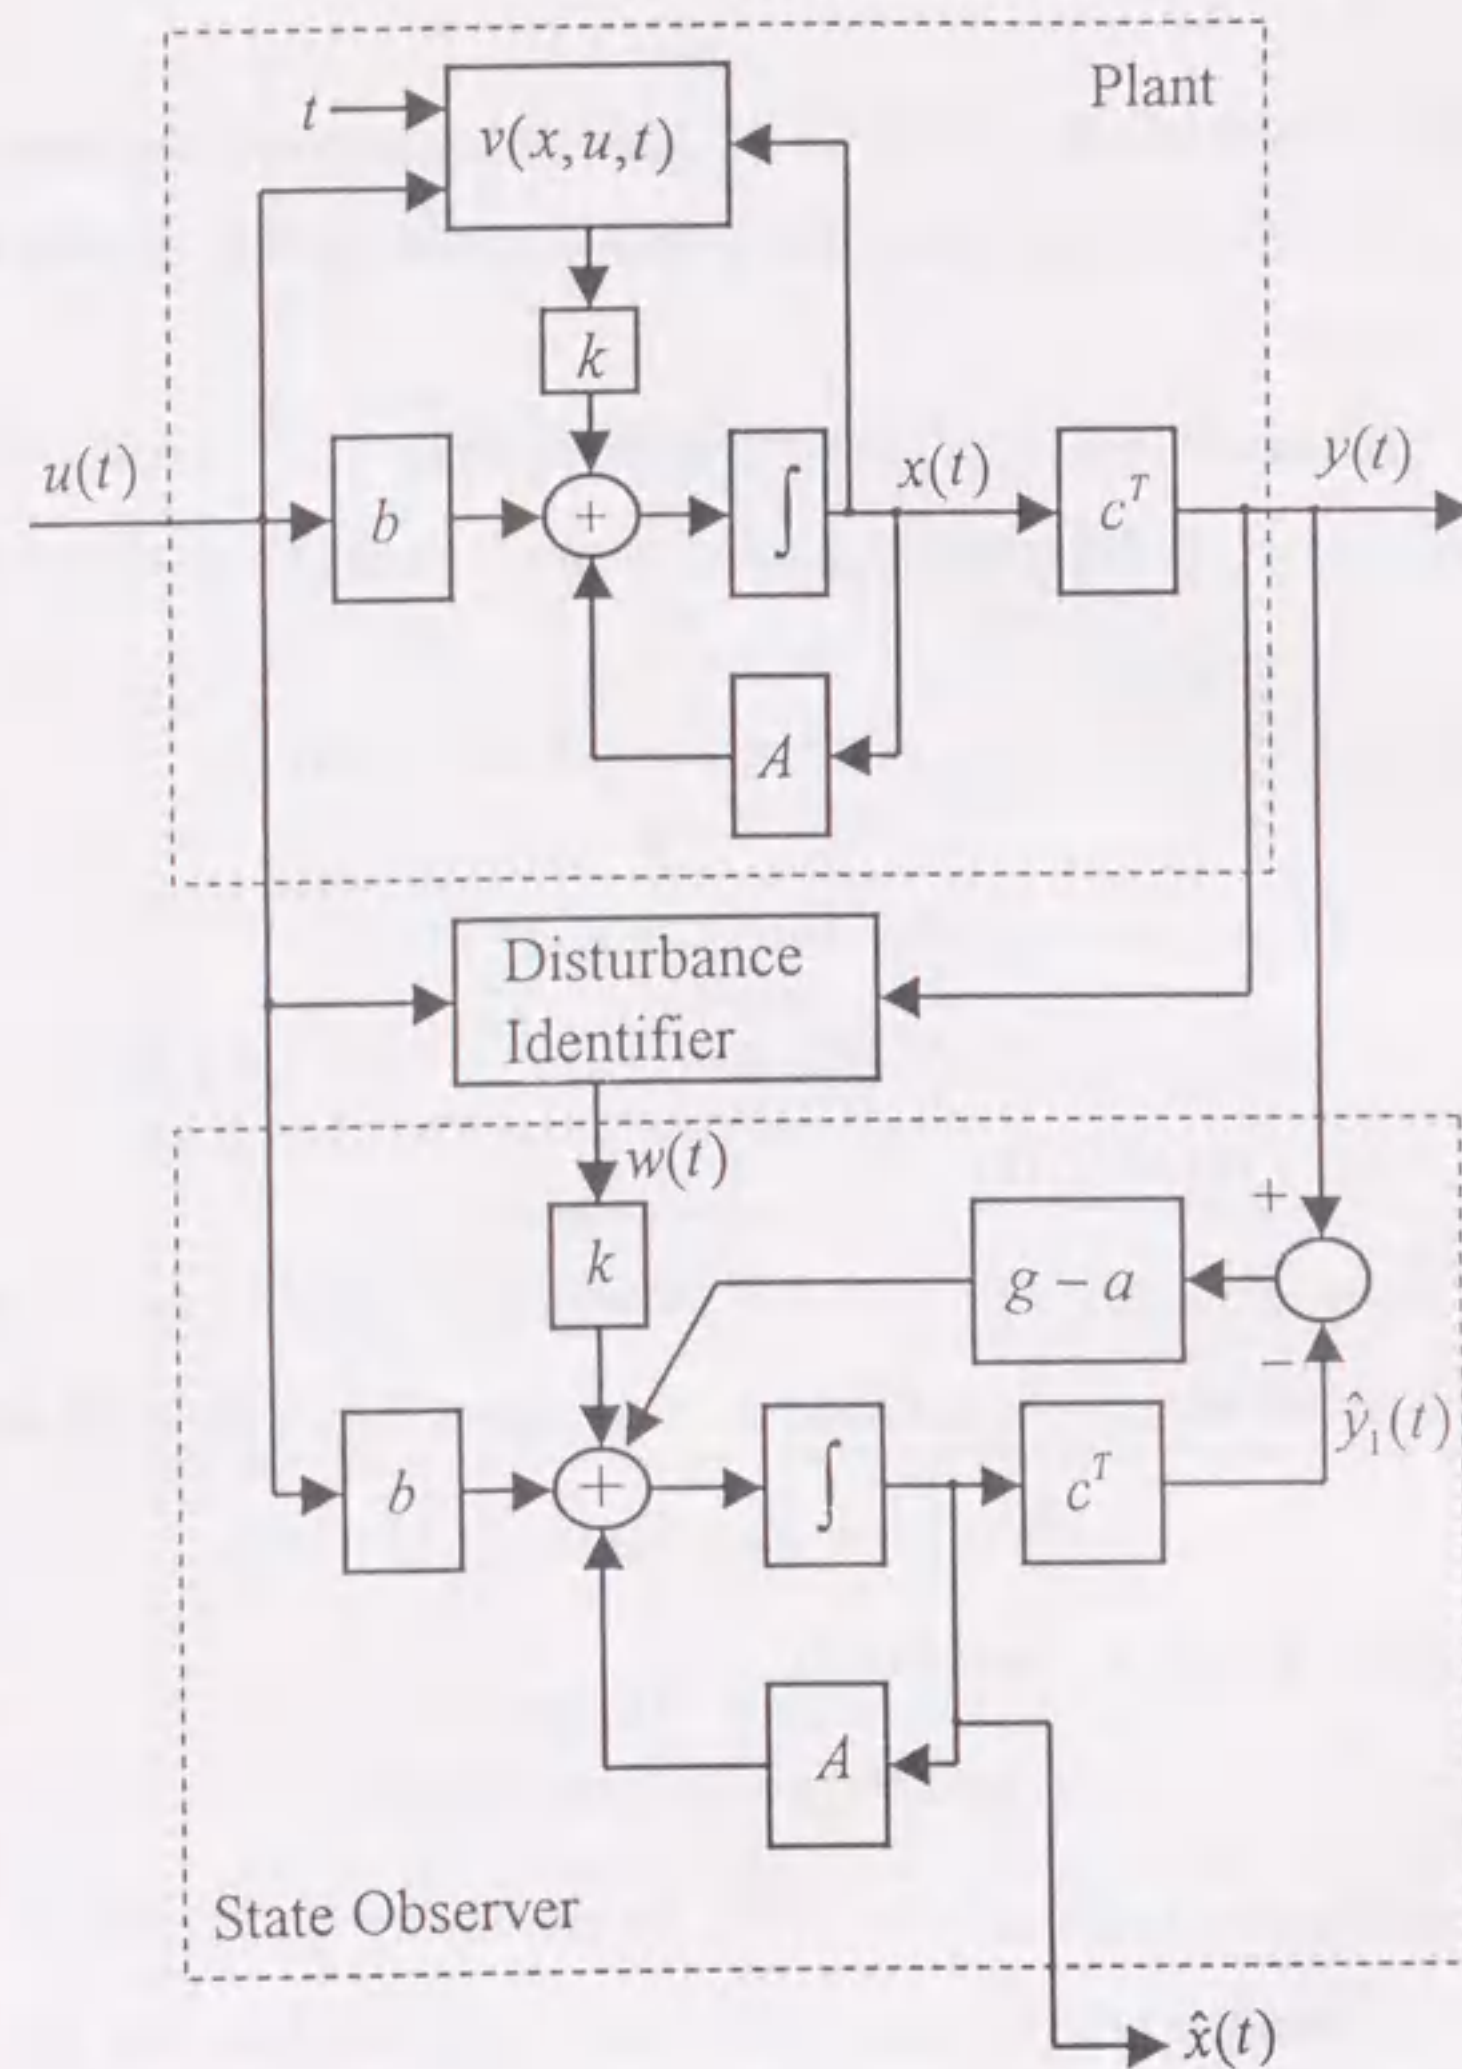 Plant
t
v(x,u,t)
k
u(t)
b
+
∫
x(t)
c^T
y(t)
A
Disturbance
Identifier
w(t)
k
g − a
+
−
ŷ₁(t)
b
+
∫
c^T
A
State Observer
x̂(t)